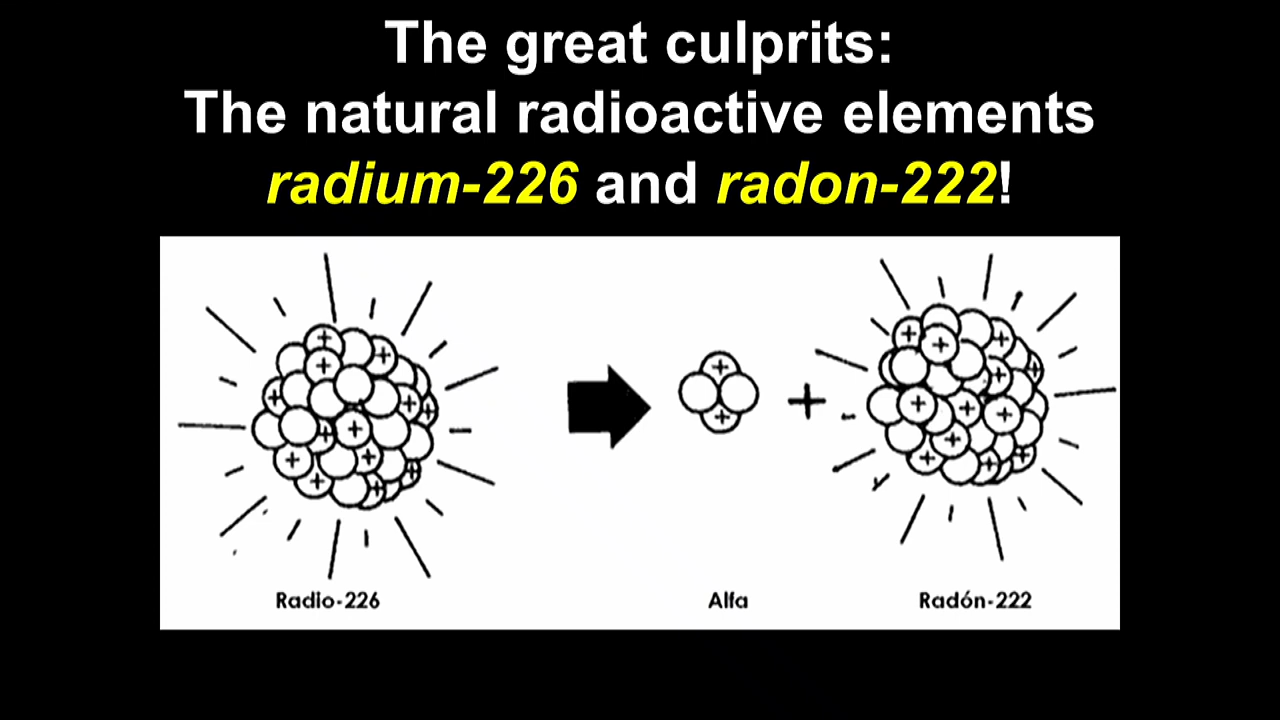 The great culprits:
The natural radioactive elements
radium-226 and radon-222!
+
Radio-226
Alfa
Radón-222